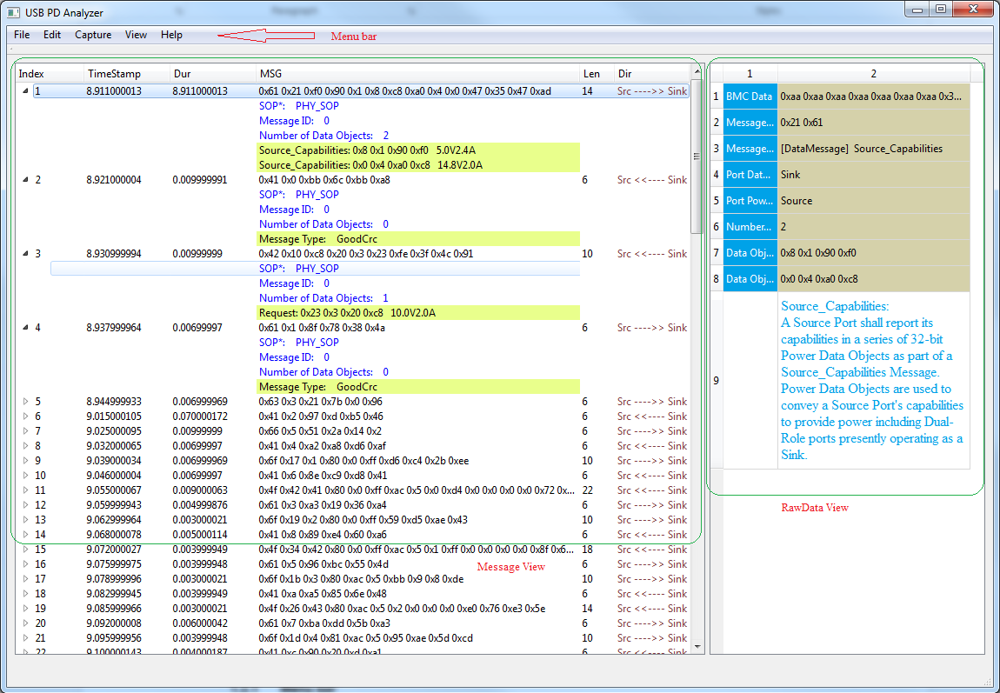 USB PD Analyzer
File Edit Capture View Help
Menu bar
Index TimeStamp Dur MSG Len Dir
1 8.911000013 8.911000013 0x61 0x21 0xf0 0x90 0x1 0x8 0xc8 0xa0 0x4 0x0 0x47 0x35 0x47 0xad 14 Src ---->> Sink
SOP*: PHY_SOP
Message ID: 0
Number of Data Objects: 2
Source_Capabilities: 0x8 0x1 0x90 0xf0 5.0V2.4A
Source_Capabilities: 0x0 0x4 0xa0 0xc8 14.8V2.0A
2 8.921000004 0.009999991 0x41 0x0 0xbb 0x6c 0xbb 0xa8 6 Src <<---- Sink
SOP*: PHY_SOP
Message ID: 0
Number of Data Objects: 0
Message Type: GoodCrc
3 8.930999994 0.00999999 0x42 0x10 0xc8 0x20 0x3 0x23 0xfe 0x3f 0x4c 0x91 10 Src <<---- Sink
SOP*: PHY_SOP
Message ID: 0
Number of Data Objects: 1
Request: 0x23 0x3 0x20 0xc8 10.0V2.0A
4 8.937999964 0.00699997 0x61 0x1 0x8f 0x78 0x38 0x4a 6 Src ---->> Sink
SOP*: PHY_SOP
Message ID: 0
Number of Data Objects: 0
Message Type: GoodCrc
5 8.944999933 0.006999969 0x63 0x3 0x21 0x7b 0x0 0x96 6 Src ---->> Sink
6 9.015000105 0.070000172 0x41 0x2 0x97 0xd 0xb5 0x46 6 Src <<---- Sink
7 9.025000095 0.00999999 0x66 0x5 0x51 0x2a 0x14 0x2 6 Src ---->> Sink
8 9.032000065 0.00699997 0x41 0x4 0xa2 0xa8 0xd6 0xaf 6 Src <<---- Sink
9 9.039000034 0.006999969 0x6f 0x17 0x1 0x80 0x0 0xff 0xd6 0xc4 0x2b 0xee 10 Src ---->> Sink
10 9.046000004 0.00699997 0x41 0x6 0x8e 0xc9 0xd8 0x41 6 Src <<---- Sink
11 9.055000067 0.009000063 0x4f 0x42 0x41 0x80 0x0 0xff 0xac 0x5 0x0 0xd4 0x0 0x0 0x0 0x0 0x72 0x... 22 Src <<---- Sink
12 9.059999943 0.004999876 0x61 0x3 0xa3 0x19 0x36 0xa4 6 Src ---->> Sink
13 9.062999964 0.003000021 0x6f 0x19 0x2 0x80 0x0 0xff 0x59 0xd5 0xae 0x43 10 Src ---->> Sink
14 9.068000078 0.005000114 0x41 0x8 0x89 0xe4 0x60 0xa6 6 Src <<---- Sink
15 9.072000027 0.003999949 0x4f 0x34 0x42 0x80 0x0 0xff 0xac 0x5 0x1 0xff 0x0 0x0 0x0 0x0 0x8f 0x6... 18 Src <<---- Sink
16 9.075999975 0.003999948 0x61 0x5 0x96 0xbc 0x55 0x4d 6 Src ---->> Sink
Message View
17 9.078999996 0.003000021 0x6f 0x1b 0x3 0x80 0xac 0x5 0xbb 0x9 0x8 0xde 10 Src ---->> Sink
18 9.082999945 0.003999949 0x41 0xa 0xa5 0x85 0x6e 0x48 6 Src <<---- Sink
19 9.085999966 0.003000021 0x4f 0x26 0x43 0x80 0xac 0x5 0x2 0x0 0x0 0x0 0xe0 0x76 0xe3 0x5e 14 Src <<---- Sink
20 9.092000008 0.006000042 0x61 0x7 0xba 0xdd 0x5b 0xa3 6 Src ---->> Sink
21 9.095999956 0.003999948 0x6f 0x1d 0x4 0x81 0xac 0x5 0x95 0xae 0x5d 0xcd 10 Src ---->> Sink
22 9.100000143 0.004000187 0x41 0xc 0x90 0x20 0xd 0xa1 6 Src <<---- Sink
1 2
1 BMC Data 0xaa 0xaa 0xaa 0xaa 0xaa 0xaa 0xaa 0x3...
2 Message... 0x21 0x61
3 Message... [DataMessage] Source_Capabilities
4 Port Dat... Sink
5 Port Pow... Source
6 Number... 2
7 Data Obj... 0x8 0x1 0x90 0xf0
8 Data Obj... 0x0 0x4 0xa0 0xc8
9
Source_Capabilities:
A Source Port shall report its
capabilities in a series of 32-bit
Power Data Objects as part of a
Source_Capabilities Message.
Power Data Objects are used to
convey a Source Port's capabilities
to provide power including Dual-
Role ports presently operating as a
Sink.
RawData View